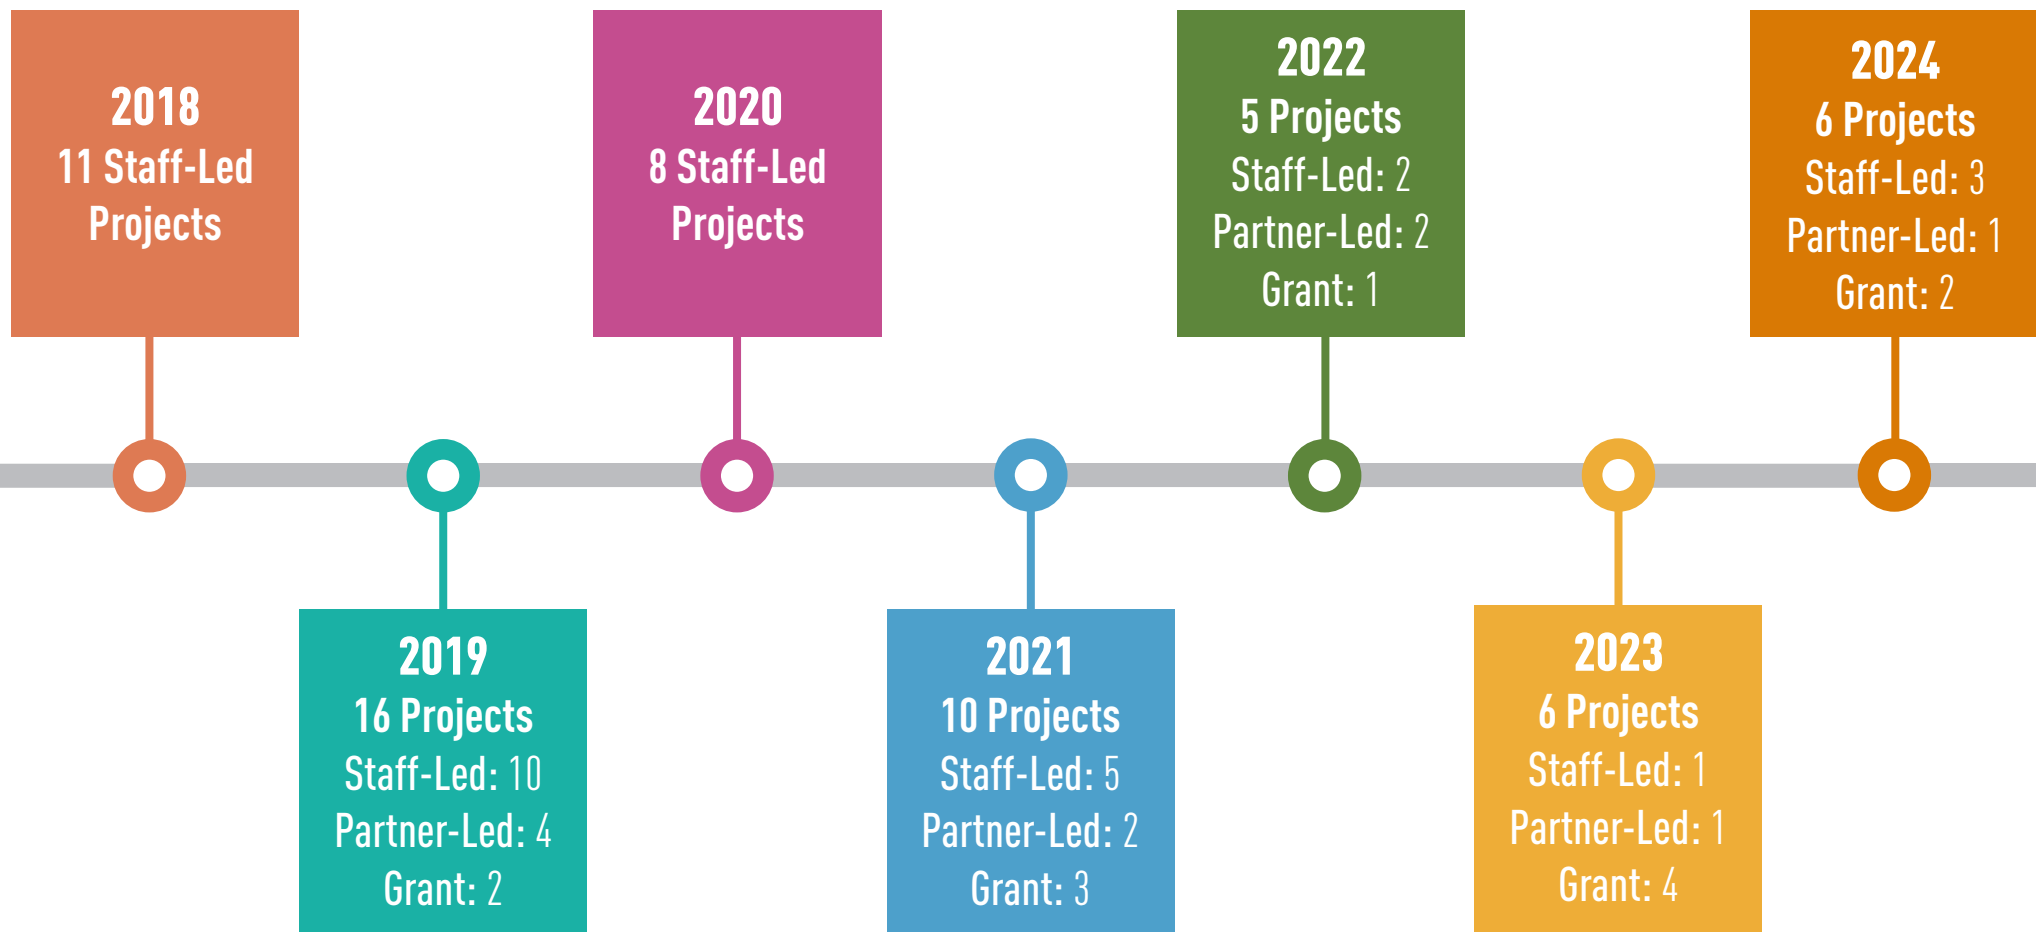 2018
11 Staff-Led
Projects
2019
16 Projects
Staff-Led: 10
Partner-Led: 4
Grant: 2
2020
8 Staff-Led
Projects
2021
10 Projects
Staff-Led: 5
Partner-Led: 2
Grant: 3
2022
5 Projects
Staff-Led: 2
Partner-Led: 2
Grant: 1
2023
6 Projects
Staff-Led: 1
Partner-Led: 1
Grant: 4
2024
6 Projects
Staff-Led: 3
Partner-Led: 1
Grant: 2